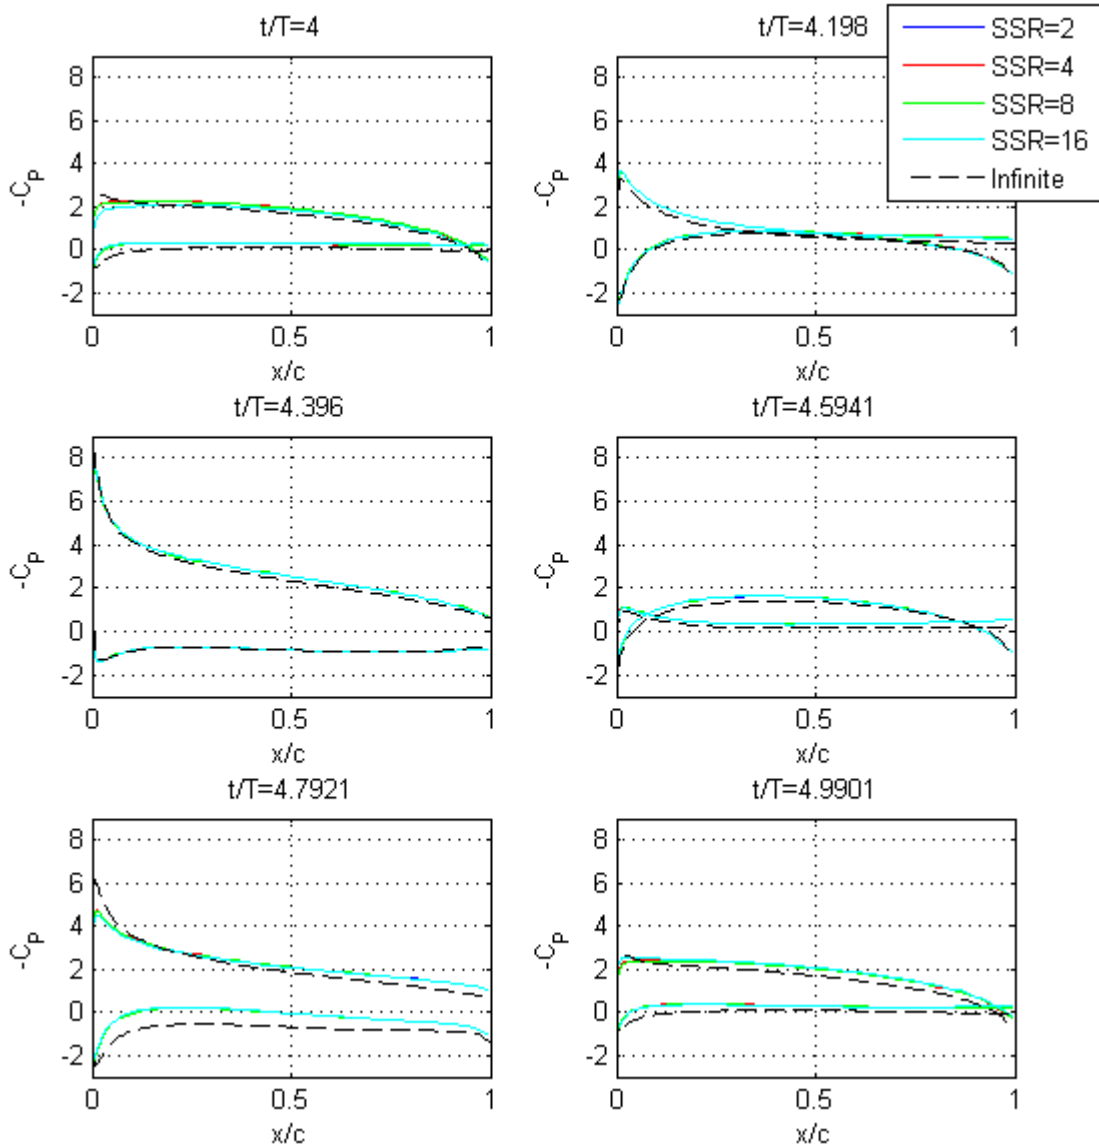 t/T=4
8
6
4
2
0
-2
-C_P
0 0.5 1
x/c
t/T=4.198
8
6
4
2
0
-2
-C_P
0 0.5 1
x/c
SSR=2
SSR=4
SSR=8
SSR=16
Infinite
t/T=4.396
8
6
4
2
0
-2
-C_P
0 0.5 1
x/c
t/T=4.5941
8
6
4
2
0
-2
-C_P
0 0.5 1
x/c
t/T=4.7921
8
6
4
2
0
-2
-C_P
0 0.5 1
x/c
t/T=4.9901
8
6
4
2
0
-2
-C_P
0 0.5 1
x/c